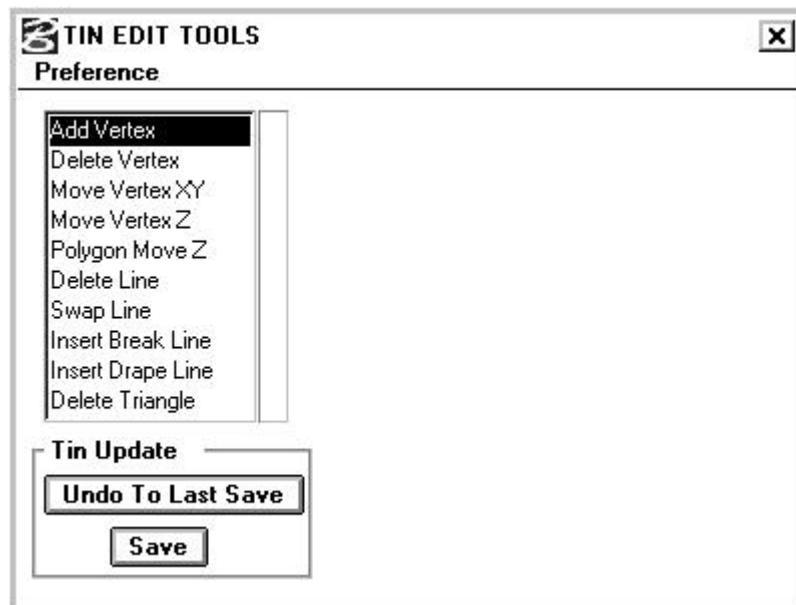 TIN EDIT TOOLS
Preference
Add Vertex
Delete Vertex
Move Vertex XY
Move Vertex Z
Polygon Move Z
Delete Line
Swap Line
Insert Break Line
Insert Drape Line
Delete Triangle
Tin Update
Undo To Last Save
Save